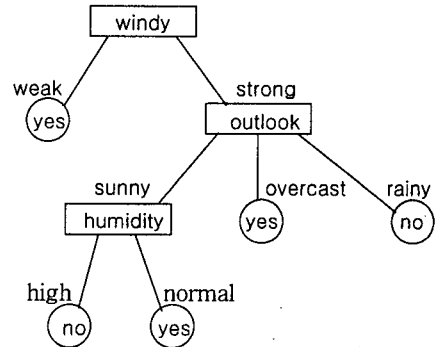 windy
weak
strong
yes
outlook
sunny
overcast
rainy
humidity
yes
no
high
normal
no
yes